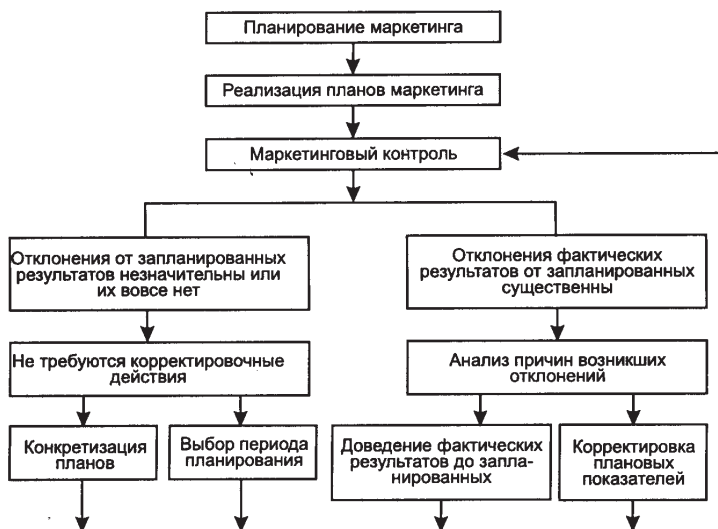 Планирование маркетинга
Реализация планов маркетинга
Маркетинговый контроль
Отклонения от запланированных
результатов незначительны или
их вовсе нет
Отклонения фактических
результатов от запланированных
существенны
Не требуются корректировочные
действия
Анализ причин возникших
отклонений
Конкретизация
планов
Выбор периода
планирования
Доведение фактических
результатов до запла-
нированных
Корректировка
плановых
показателей